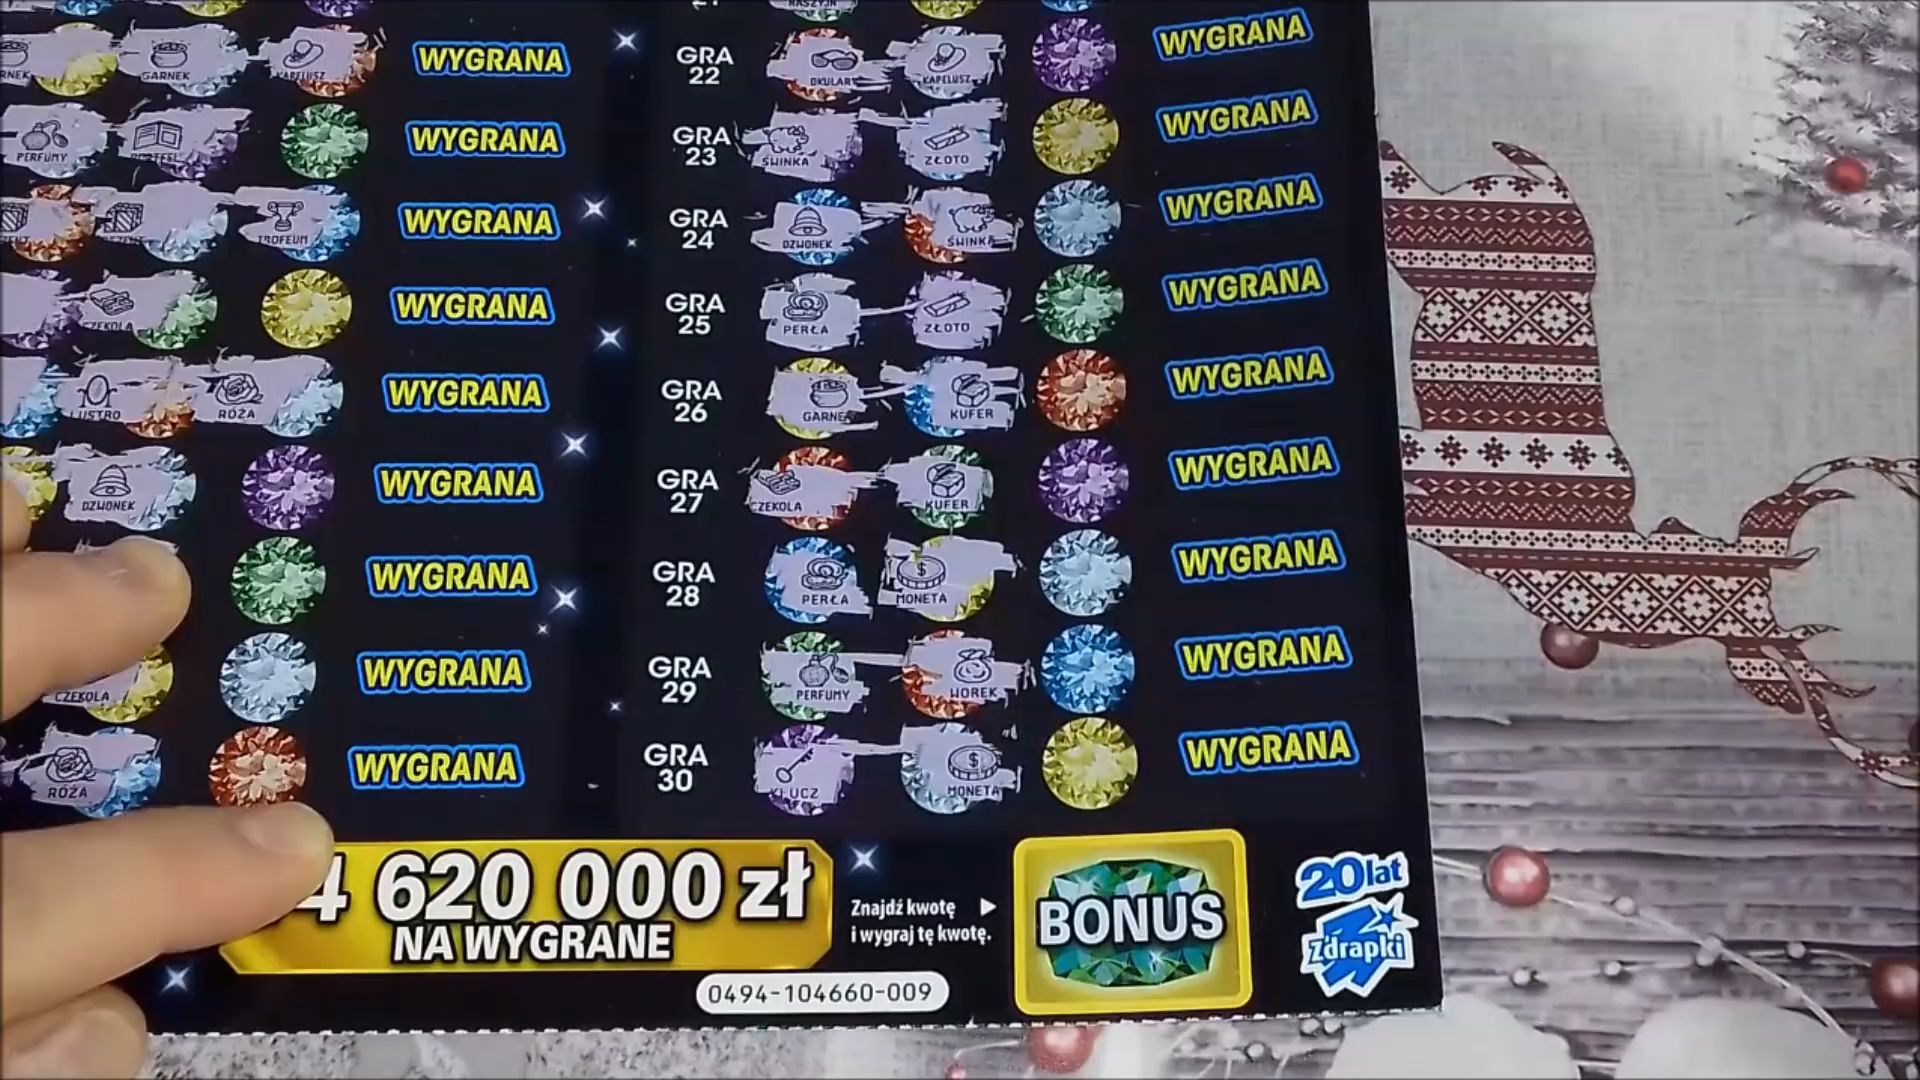 GARNEK
KAPELUSZ
WYGRANA
GRA
22
OKULAR
KAPELUSZ
WYGRANA
PERFUMY
WYGRANA
GRA
23
ŚWINKA
ZŁOTO
WYGRANA
TROFEUM
WYGRANA
GRA
24
DZWONEK
ŚWINKA
WYGRANA
CZEKOLA
WYGRANA
GRA
25
PERŁA
ZŁOTO
WYGRANA
LUSTRO
RÓŻA
WYGRANA
GRA
26
GARNE
KUFER
WYGRANA
DZWONEK
WYGRANA
GRA
27
CZEKOLA
KUFER
WYGRANA
WYGRANA
GRA
28
PERŁA
MONETA
WYGRANA
CZEKOLA
WYGRANA
GRA
29
PERFUMY
WOREK
WYGRANA
RÓŻA
WYGRANA
GRA
30
KLUCZ
MONETA
WYGRANA
4 620 000 zł
NA WYGRANE
Znajdź kwotę
i wygraj tę kwotę.
BONUS
20 lat
Zdrapki
0494-104660-009